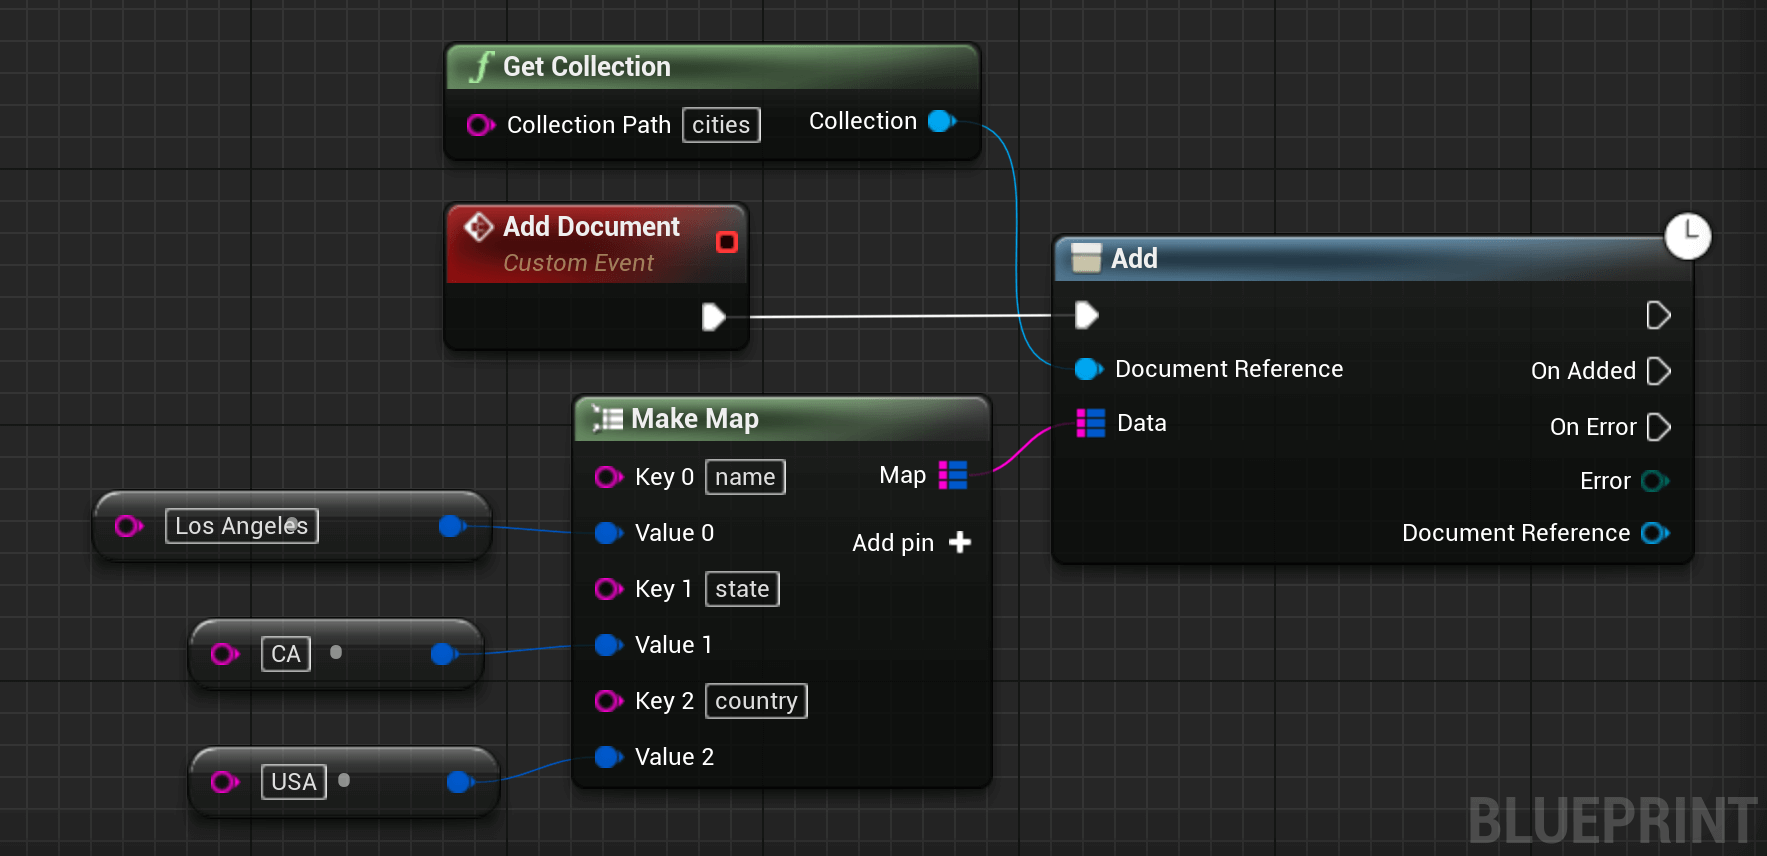 Get Collection
Collection Path cities Collection
Add Document
Custom Event
Add
Document Reference
Data
On Added
On Error
Error
Document Reference
Make Map
Key 0 name Map
Value 0
Add pin
Key 1 state
Value 1
Key 2 country
Value 2
Los Angeles
CA
USA
BLUEPRINT